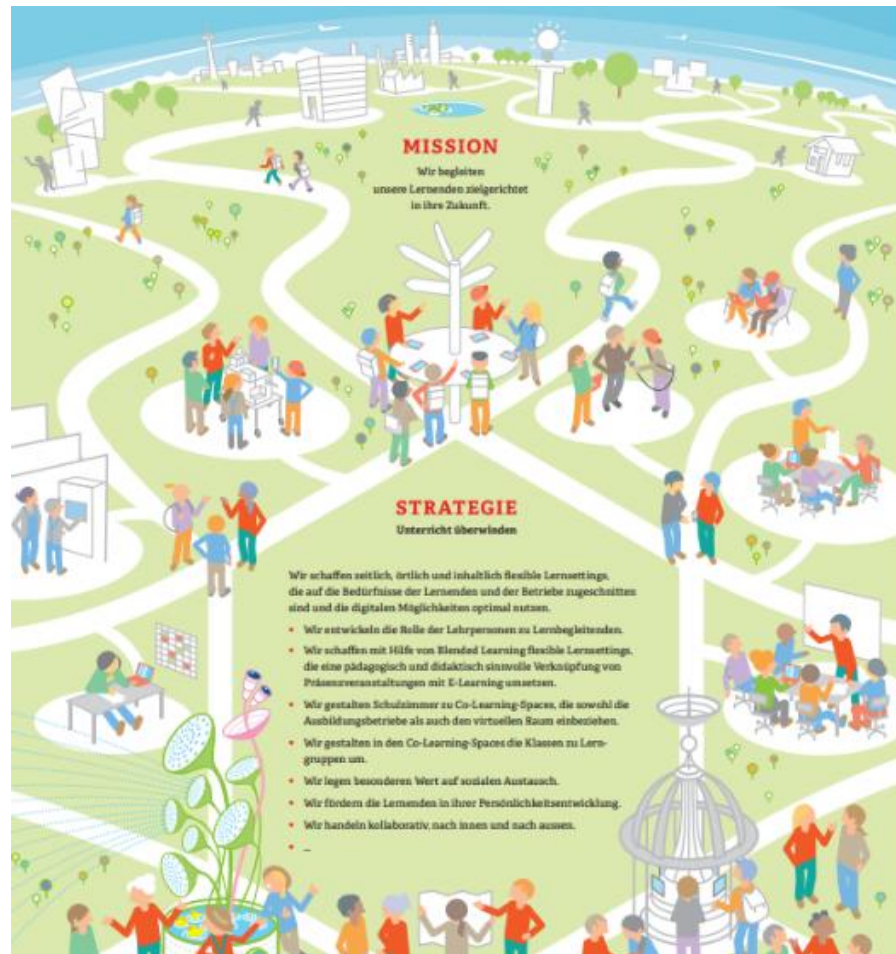 MISSION
Wir begleiten
unsere Lernenden zielgerichtet
in ihre Zukunft.
STRATEGIE
Unterricht überwinden
Wir schaffen zeitlich, örtlich und inhaltlich flexible Lernsettings,
die auf die Bedürfnisse der Lernenden und der Betriebe zugeschnitten
sind und die digitalen Möglichkeiten optimal nutzen.
• Wir entwickeln die Rolle der Lehrpersonen zu Lernbegleitenden.
• Wir schaffen mit Hilfe von Blended Learning flexible Lernsettings,
die eine pädagogisch und didaktisch sinnvolle Verknüpfung von
Präsenzveranstaltungen mit E-Learning umsetzen.
• Wir gestalten Schulzimmer zu Co-Learning-Spaces, die sowohl die
Ausbildungsbetriebe als auch den virtuellen Raum einbeziehen.
• Wir gestalten in den Co-Learning-Spaces die Klassen zu Lern-
gruppen um.
• Wir legen besonderen Wert auf sozialen Austausch.
• Wir fördern die Lernenden in ihrer Persönlichkeitsentwicklung.
• Wir handeln kollaborativ, nach innen und nach aussen.
• ...